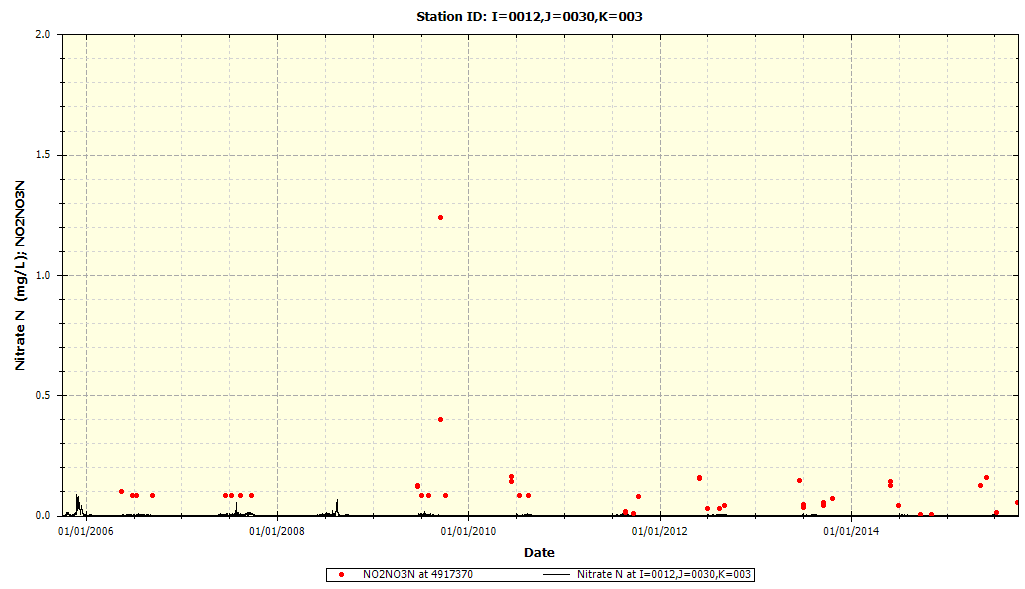 Station ID: I=0012,J=0030,K=003
2.0
1.5
1.0
0.5
0.0
Nitrate N (mg/L); NO2NO3N
01/01/2006 01/01/2008 01/01/2010 01/01/2012 01/01/2014
Date
NO2NO3N at 4917370 Nitrate N at I=0012,J=0030,K=003